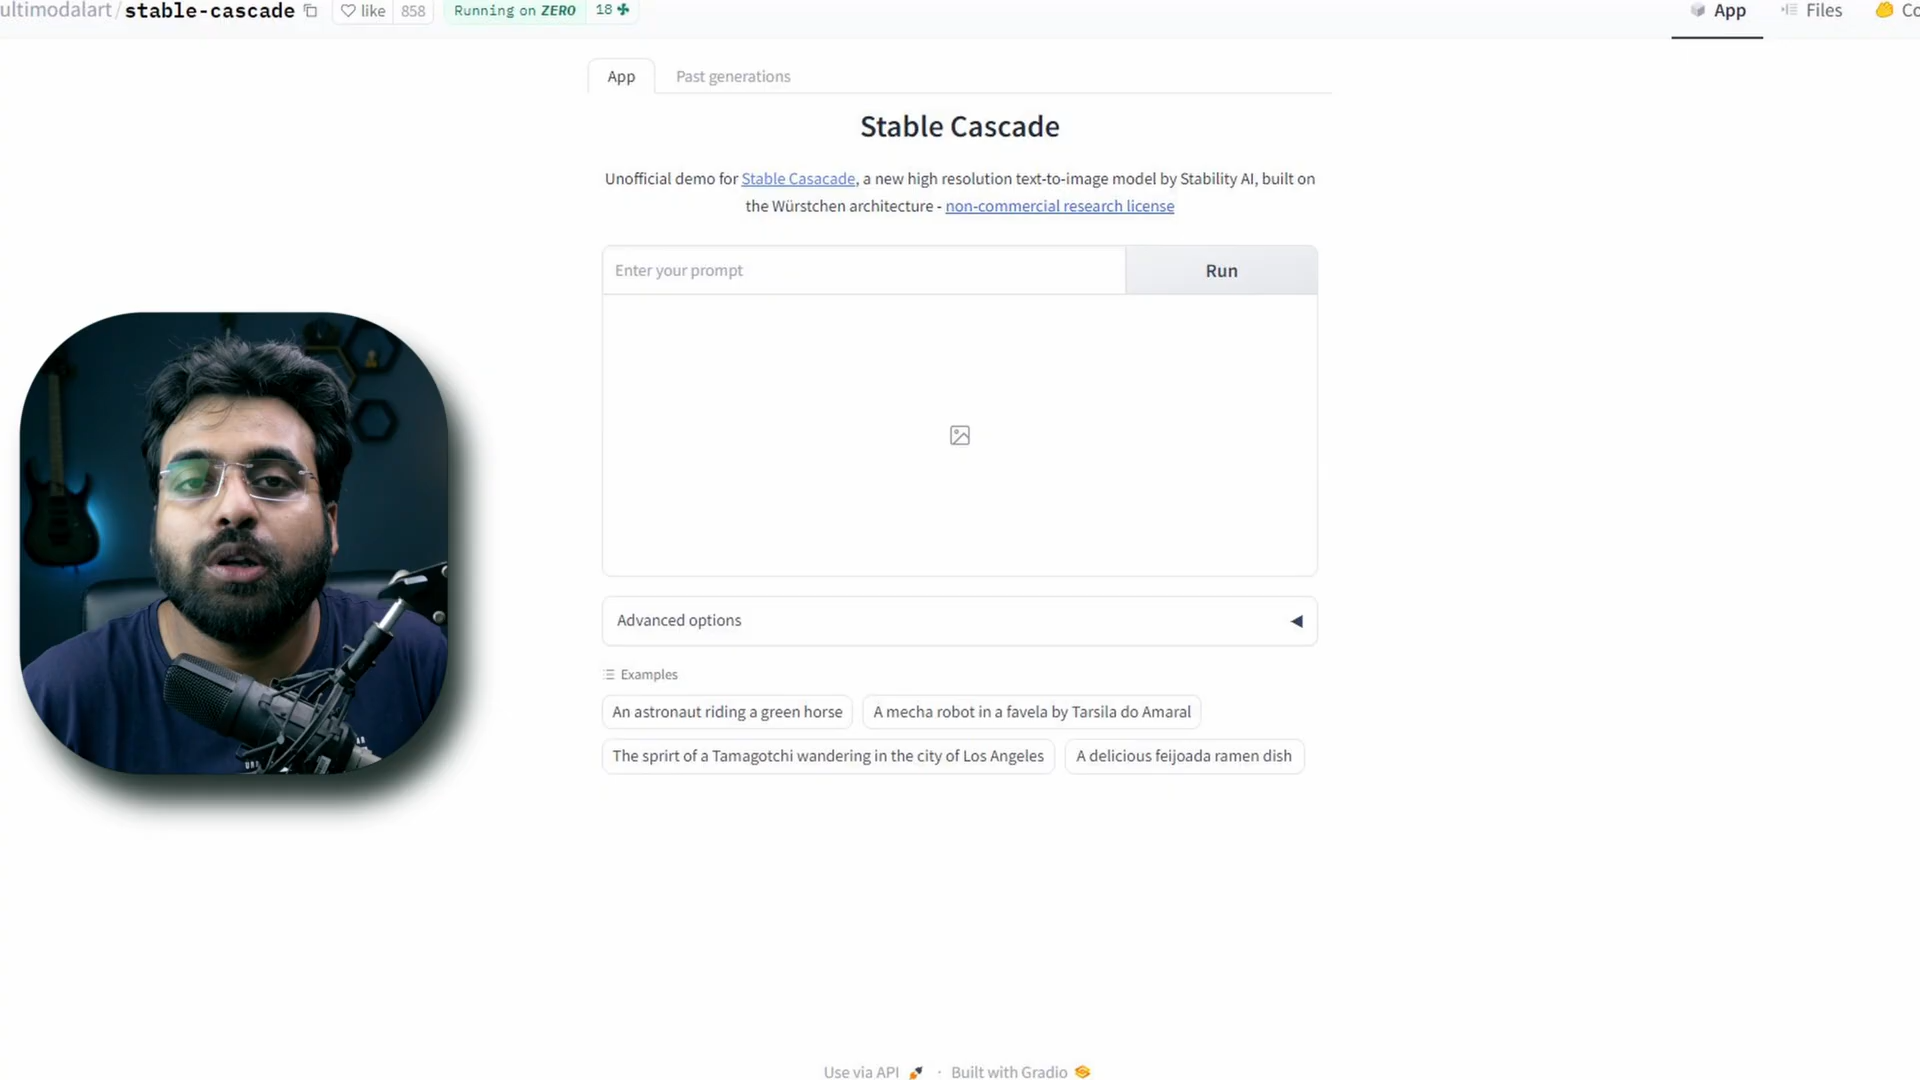 ultimodalart/stable-cascade like 858 Running on ZERO 18 App Files Co
App Past generations
Stable Cascade
Unofficial demo for Stable Casacade, a new high resolution text-to-image model by Stability AI, built on
the Würstchen architecture - non-commercial research license
Enter your prompt Run
Advanced options
Examples
An astronaut riding a green horse A mecha robot in a favela by Tarsila do Amaral
The sprirt of a Tamagotchi wandering in the city of Los Angeles A delicious feijoada ramen dish
Use via API · Built with Gradio